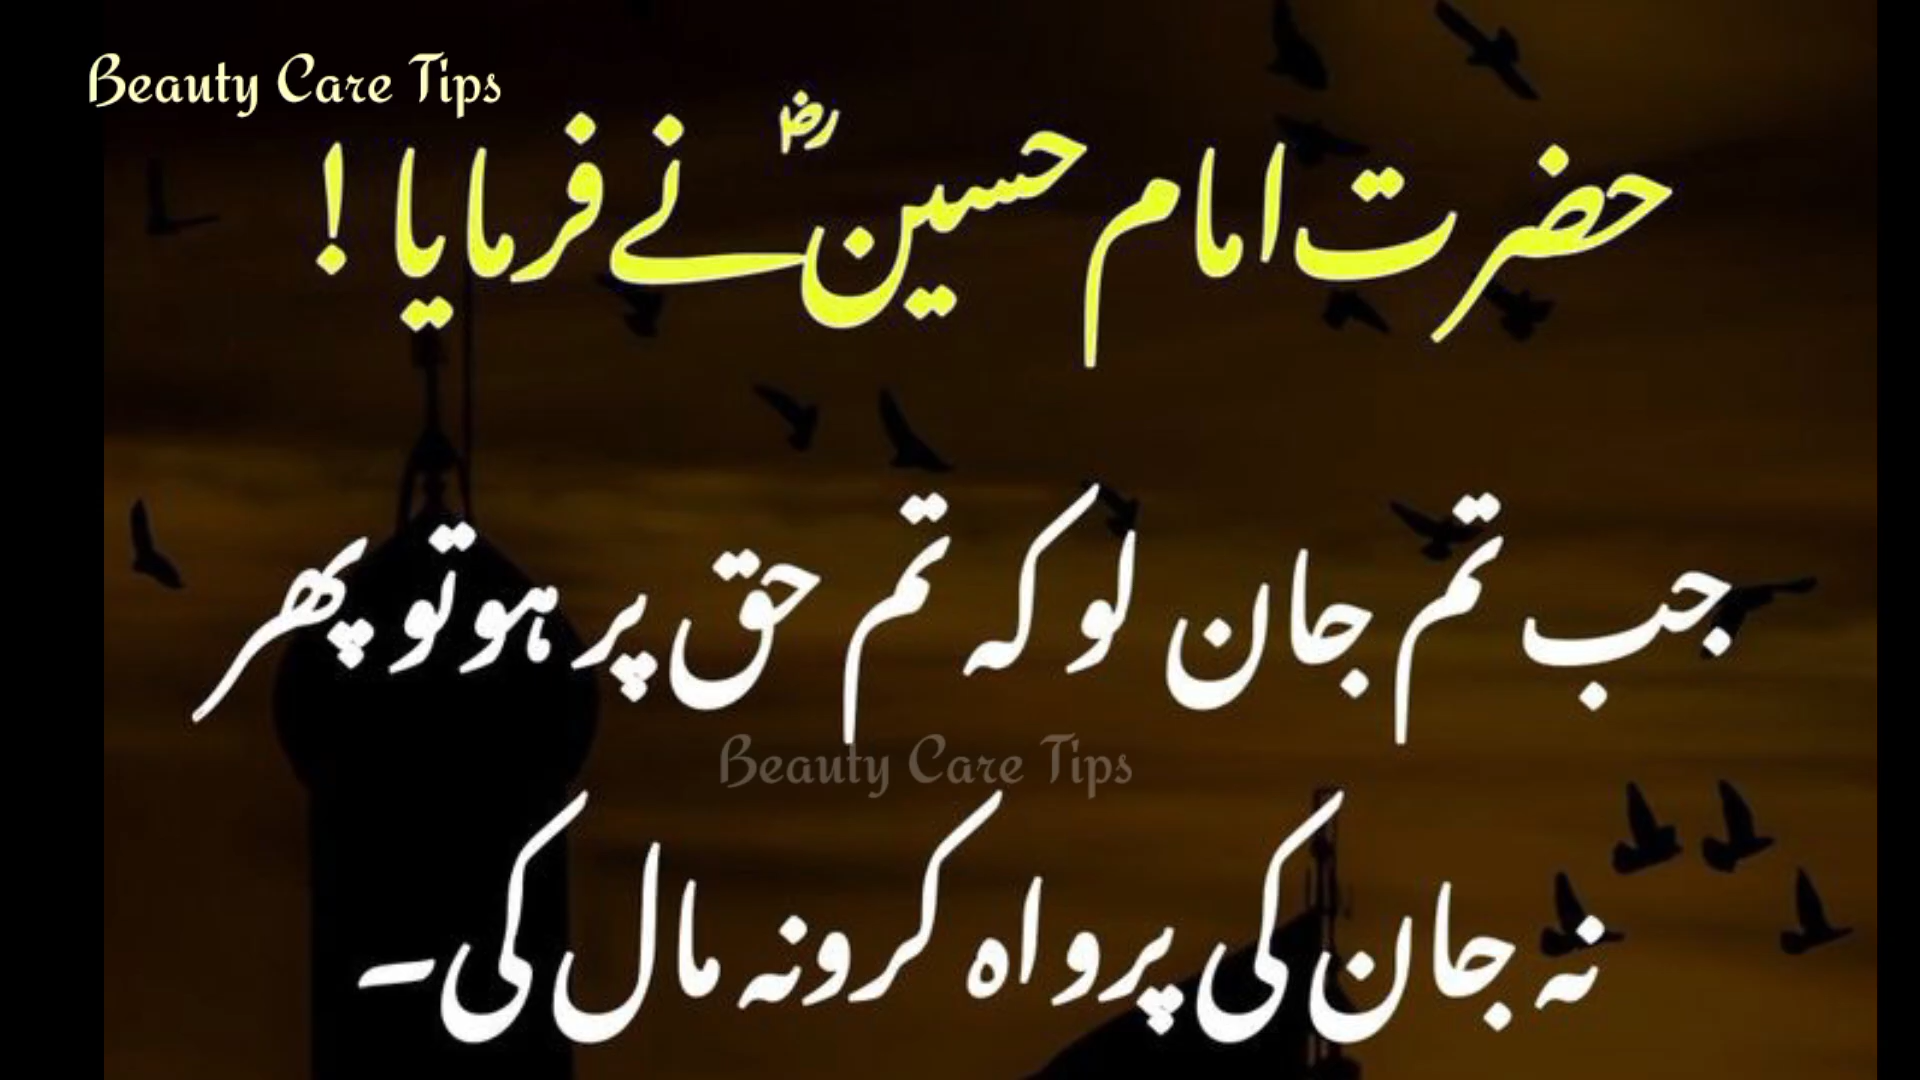 Beauty Care Tips
حضرت امام حسینؓ نے فرمایا !
جب تم جان لو کہ تم حق پر ہو تو پھر
Beauty Care Tips
نہ جان کی پرواہ کرو نہ مال کی۔